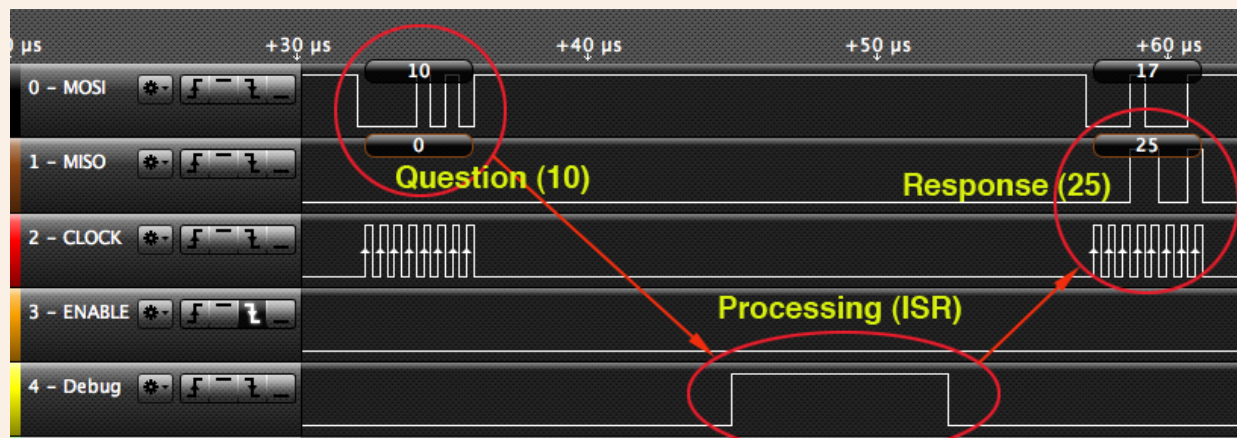 µs +30 µs +40 µs +50 µs +60 µs
0 – MOSI 10 17
0 25
1 – MISO
Question (10) Response (25)
2 – CLOCK
3 – ENABLE Processing (ISR)
4 – Debug